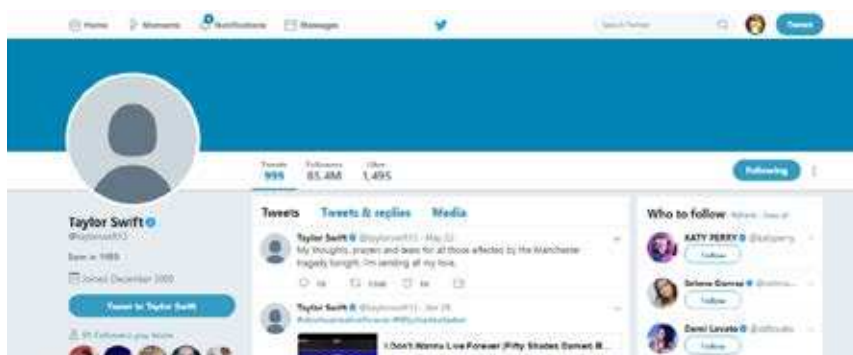 Home Moments Notifications Messages
Search Twitter
Tweet
Tweets Followers Likes
999 85.4M 1,495
Following
Taylor Swift
@taylorswift13
Born in 1989
Joined December 2008
Tweet to Taylor Swift
Tweets Tweets & replies Media
Taylor Swift @taylorswift13 · May 22
My thoughts, prayers and tears for all those affected by the Manchester
tragedy tonight. I'm sending all my love.
Taylor Swift @taylorswift13 · Jan
I Don't Wanna Live Forever (Fifty Shades Darker)
Who to follow
KATY PERRY @katyperry
Follow
Selena Gomez
Follow
Demi Lovato @ddlovato
Follow